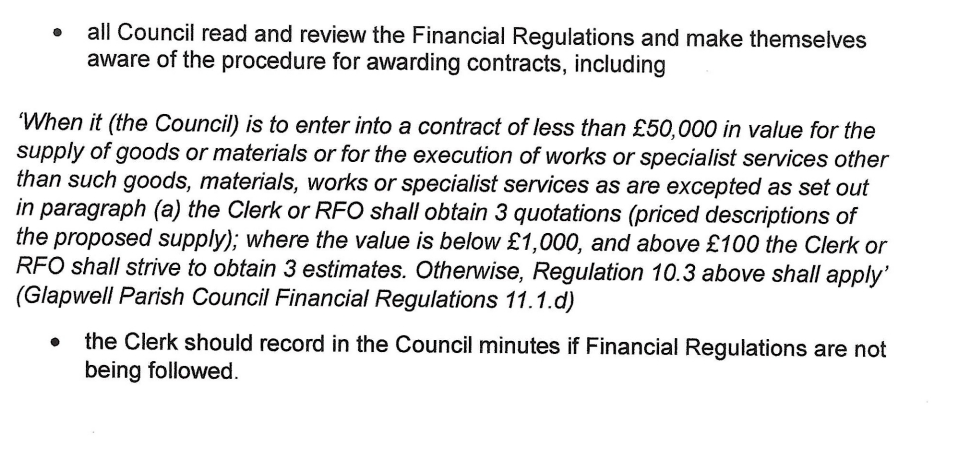 • all Council read and review the Financial Regulations and make themselves
aware of the procedure for awarding contracts, including
‘When it (the Council) is to enter into a contract of less than £50,000 in value for the
supply of goods or materials or for the execution of works or specialist services other
than such goods, materials, works or specialist services as are excepted as set out
in paragraph (a) the Clerk or RFO shall obtain 3 quotations (priced descriptions of
the proposed supply); where the value is below £1,000, and above £100 the Clerk or
RFO shall strive to obtain 3 estimates. Otherwise, Regulation 10.3 above shall apply’
(Glapwell Parish Council Financial Regulations 11.1.d)
• the Clerk should record in the Council minutes if Financial Regulations are not
being followed.